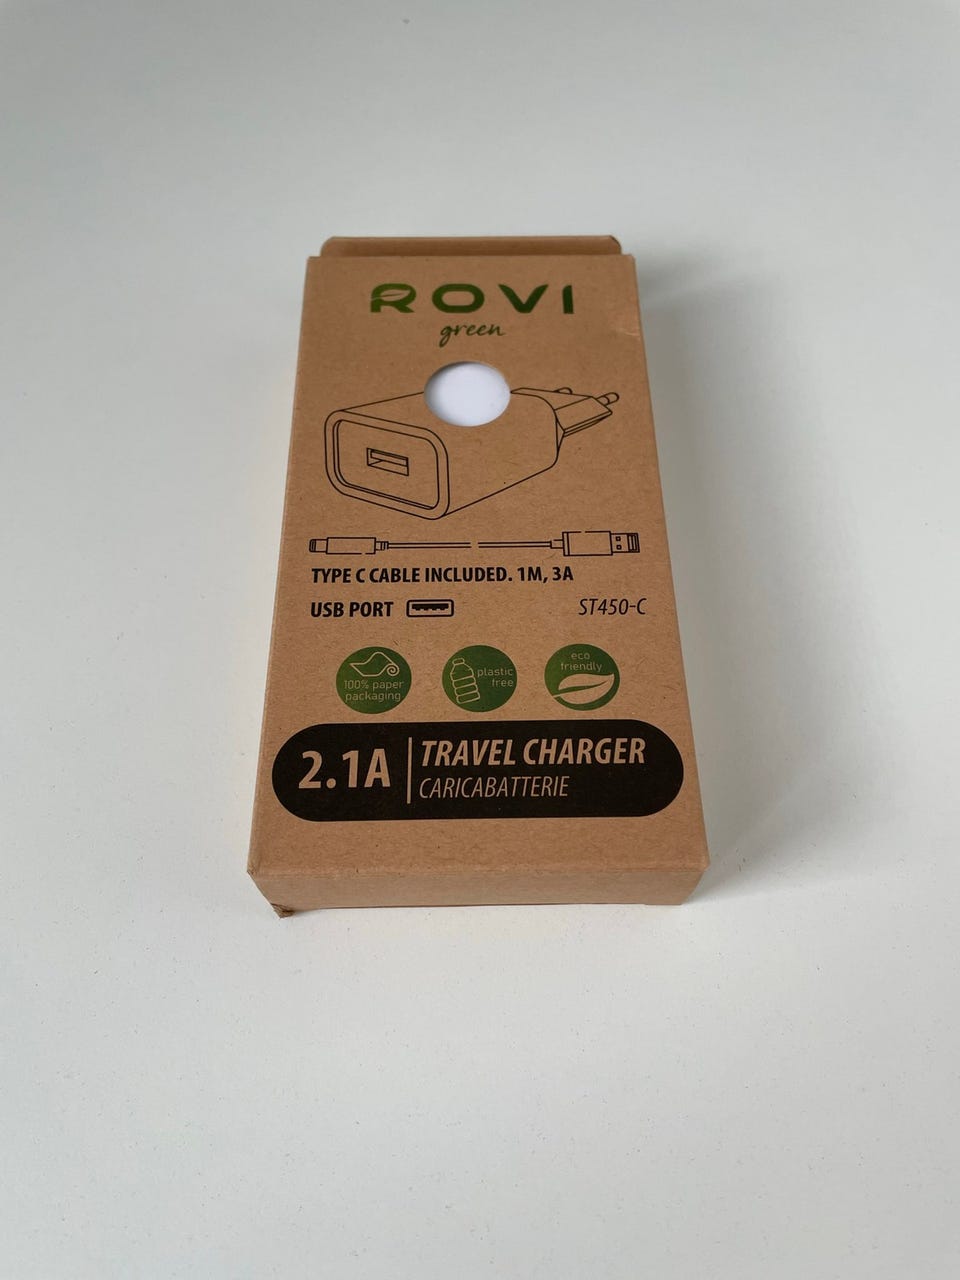 ROVI
green
TYPE C CABLE INCLUDED. 1M, 3A
USB PORT
ST450-C
100% paper
packaging
plastic
free
eco
friendly
2.1A
TRAVEL CHARGER
CARICABATTERIE